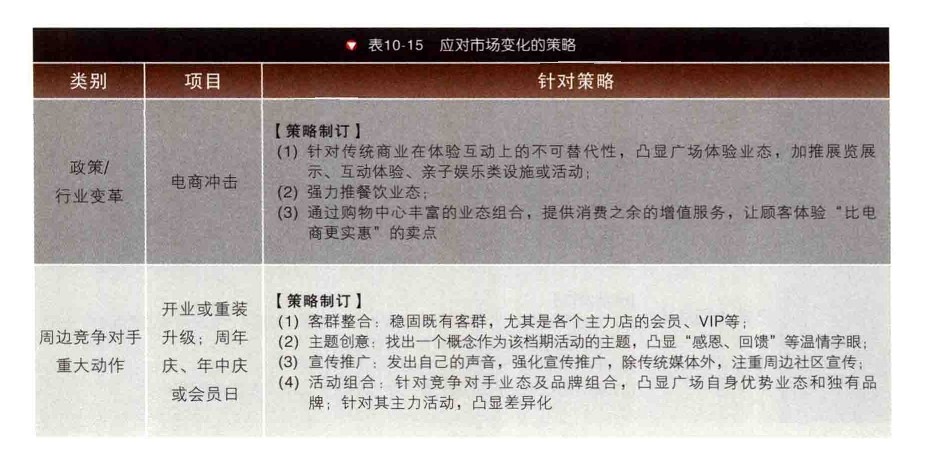 ▼ 表10-15 应对市场变化的策略
类别 项目 针对策略
政策/
行业变革
电商冲击
【策略制订】
(1) 针对传统商业在体验互动上的不可替代性，凸显广场体验业态，加推展览展
示、互动体验、亲子娱乐类设施或活动；
(2) 强力推餐饮业态；
(3) 通过购物中心丰富的业态组合，提供消费之余的增值服务，让顾客体验“比电
商更实惠”的卖点
周边竞争对手
重大动作
开业或重装
升级；周年
庆、年中庆
或会员日
【策略制订】
(1) 客群整合：稳固既有客群，尤其是各个主力店的会员、VIP等；
(2) 主题创意：找出一个概念作为该档期活动的主题，凸显“感恩、回馈”等温情字眼；
(3) 宣传推广：发出自己的声音，强化宣传推广，除传统媒体外，注重周边社区宣传；
(4) 活动组合：针对竞争对手业态及品牌组合，凸显广场自身优势业态和独有品
牌；针对其主力活动，凸显差异化